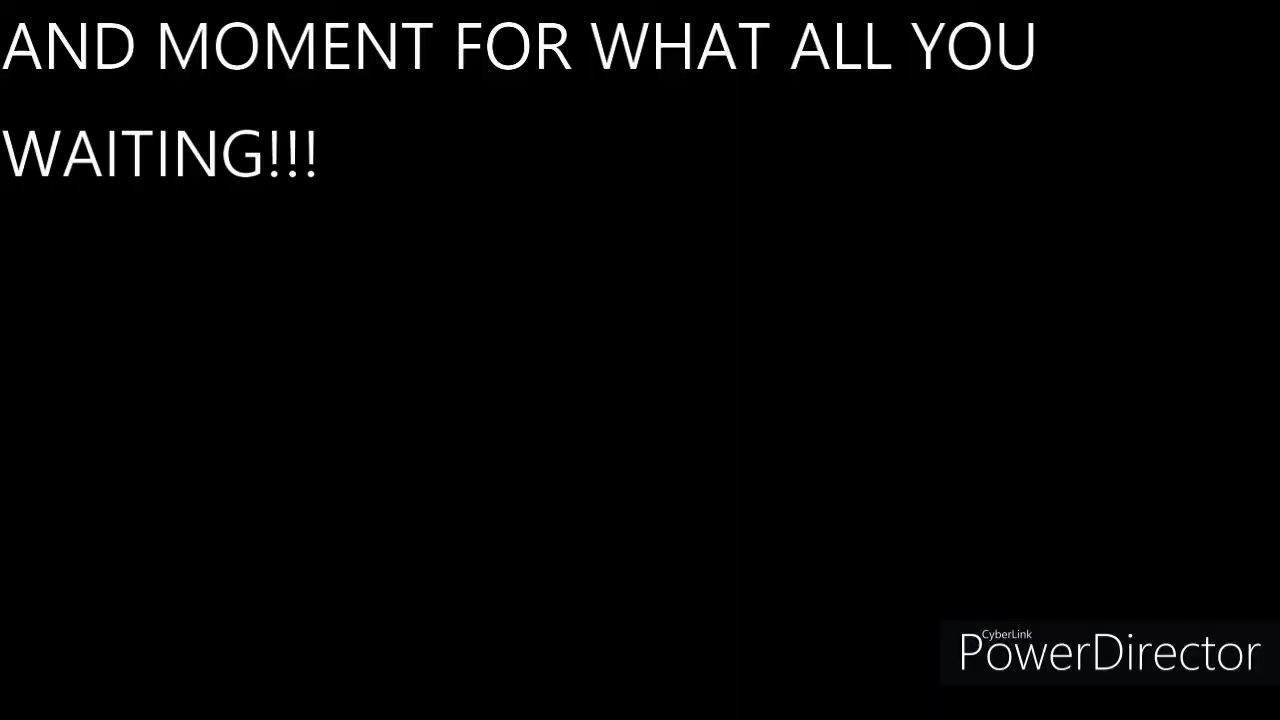 AND MOMENT FOR WHAT ALL YOU
WAITING!!!
CyberLink
PowerDirector